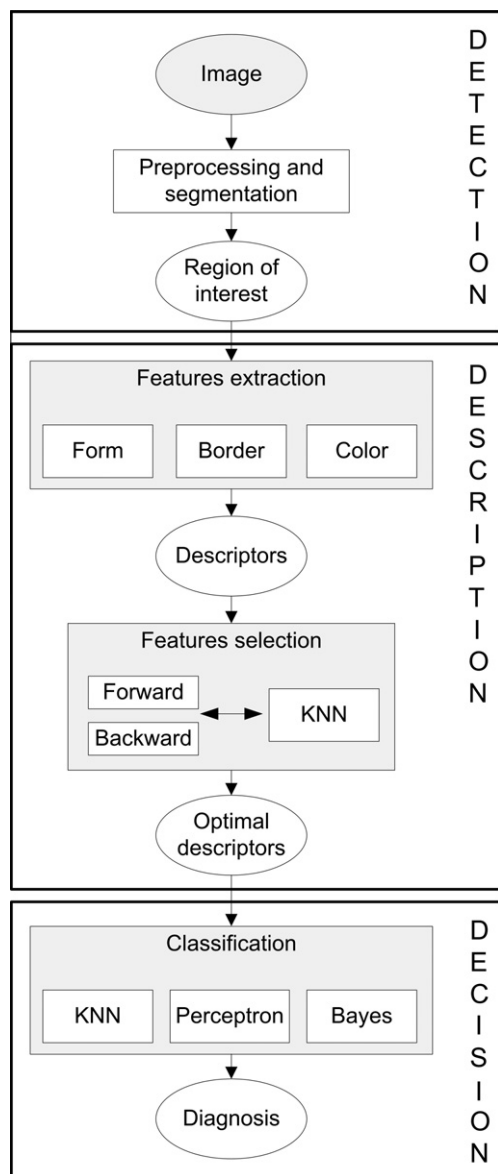 Image
Preprocessing and
segmentation
Region of
interest
DETECTION
Features extraction
Form
Border
Color
Descriptors
Features selection
Forward
Backward
KNN
Optimal
descriptors
DESCRIPTION
Classification
KNN
Perceptron
Bayes
Diagnosis
DECISION